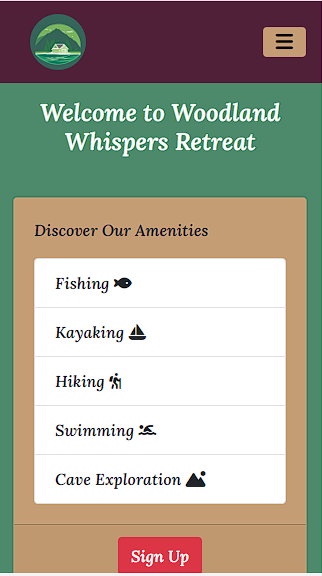 Welcome to Woodland
Whispers Retreat
Discover Our Amenities
Fishing
Kayaking
Hiking
Swimming
Cave Exploration
Sign Up